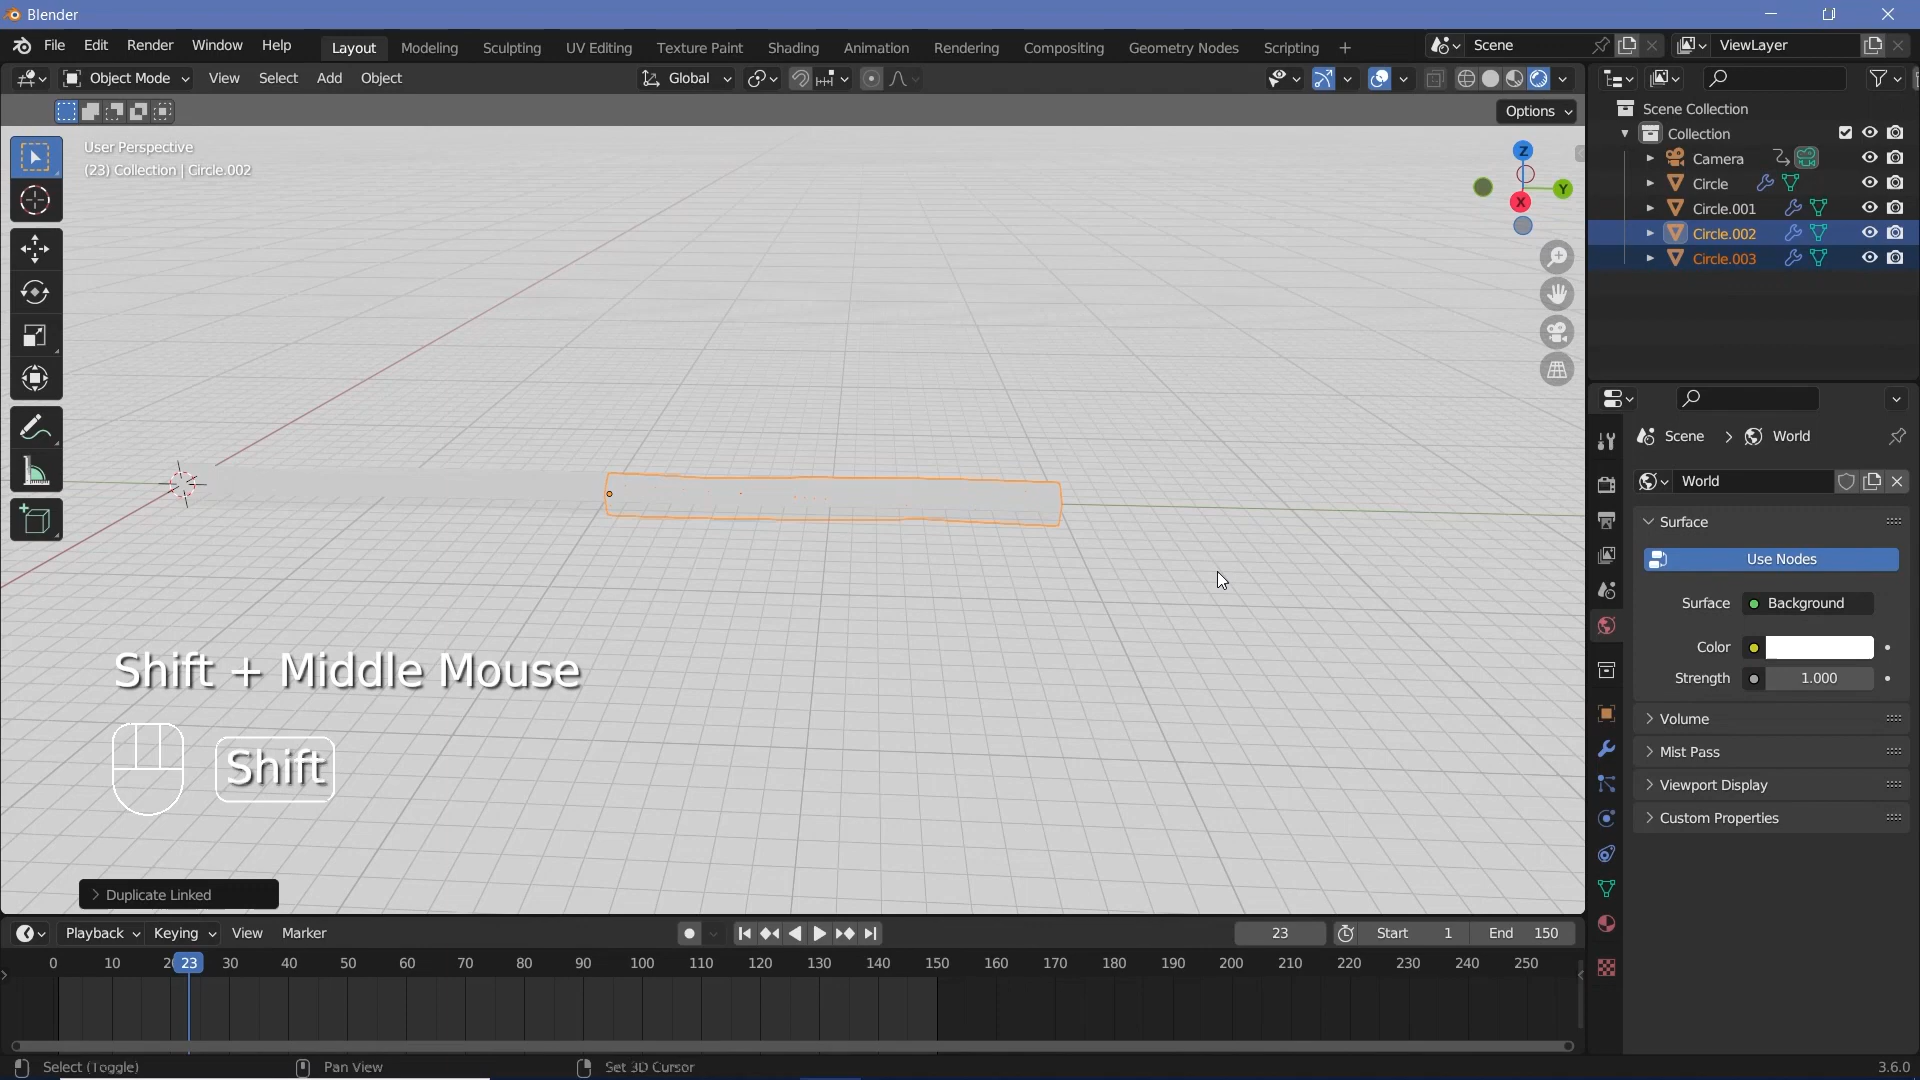 Blender
File Edit Render Window Help Layout Modeling Sculpting UV Editing Texture Paint Shading Animation Rendering Compositing Geometry Nodes Scripting + Scene ViewLayer
Object Mode View Select Add Object Global
Options
User Perspective
(23) Collection | Circle.002
Z
Y
X
Scene Collection
Collection
Camera
Circle
Circle.001
Circle.002
Circle.003
Scene > World
World
Surface
Use Nodes
Surface Background
Color
Strength 1.000
Volume
Mist Pass
Viewport Display
Custom Properties
Shift + Middle Mouse
Shift
Duplicate Linked
Playback Keying View Marker 23 Start 1 End 150
0 10 20 23 30 40 50 60 70 80 90 100 110 120 130 140 150 160 170 180 190 200 210 220 230 240 250
Select (Toggle) Pan View Set 3D Cursor 3.6.0